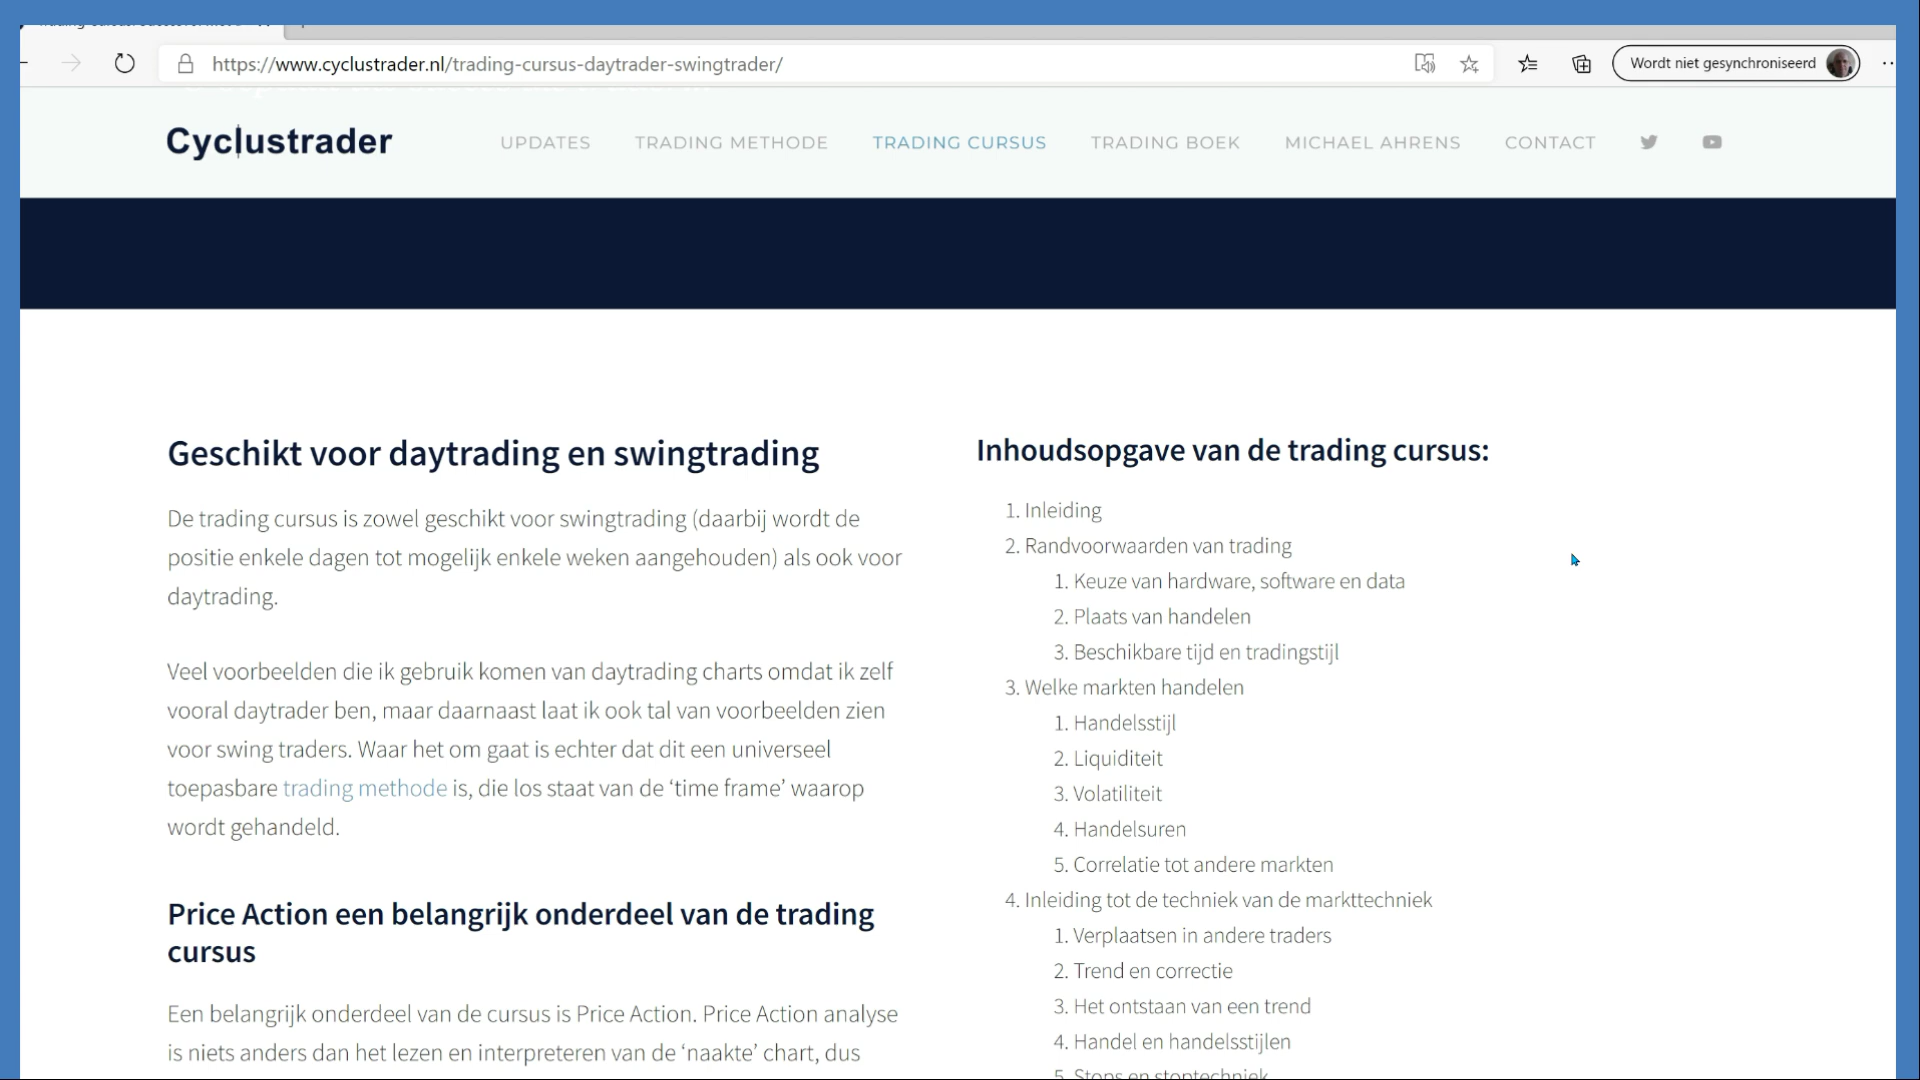 https://www.cyclustrader.nl/trading-cursus-daytrader-swingtrader/
Wordt niet gesynchroniseerd
Cyclustrader
UPDATES
TRADING METHODE
TRADING CURSUS
TRADING BOEK
MICHAEL AHRENS
CONTACT
Geschikt voor daytrading en swingtrading
De trading cursus is zowel geschikt voor swingtrading (daarbij wordt de
positie enkele dagen tot mogelijk enkele weken aangehouden) als ook voor
daytrading.
Veel voorbeelden die ik gebruik komen van daytrading charts omdat ik zelf
vooral daytrader ben, maar daarnaast laat ik ook tal van voorbeelden zien
voor swing traders. Waar het om gaat is echter dat dit een universeel
toepasbare trading methode is, die los staat van de ‘time frame’ waarop
wordt gehandeld.
Price Action een belangrijk onderdeel van de trading
cursus
Een belangrijk onderdeel van de cursus is Price Action. Price Action analyse
is niets anders dan het lezen en interpreteren van de ‘naakte’ chart, dus
Inhoudsopgave van de trading cursus:
1. Inleiding
2. Randvoorwaarden van trading
1. Keuze van hardware, software en data
2. Plaats van handelen
3. Beschikbare tijd en tradingstijl
3. Welke markten handelen
1. Handelsstijl
2. Liquiditeit
3. Volatiliteit
4. Handelsuren
5. Correlatie tot andere markten
4. Inleiding tot de techniek van de markttechniek
1. Verplaatsen in andere traders
2. Trend en correctie
3. Het ontstaan van een trend
4. Handel en handelsstijlen
5. Stops en stoptechniek